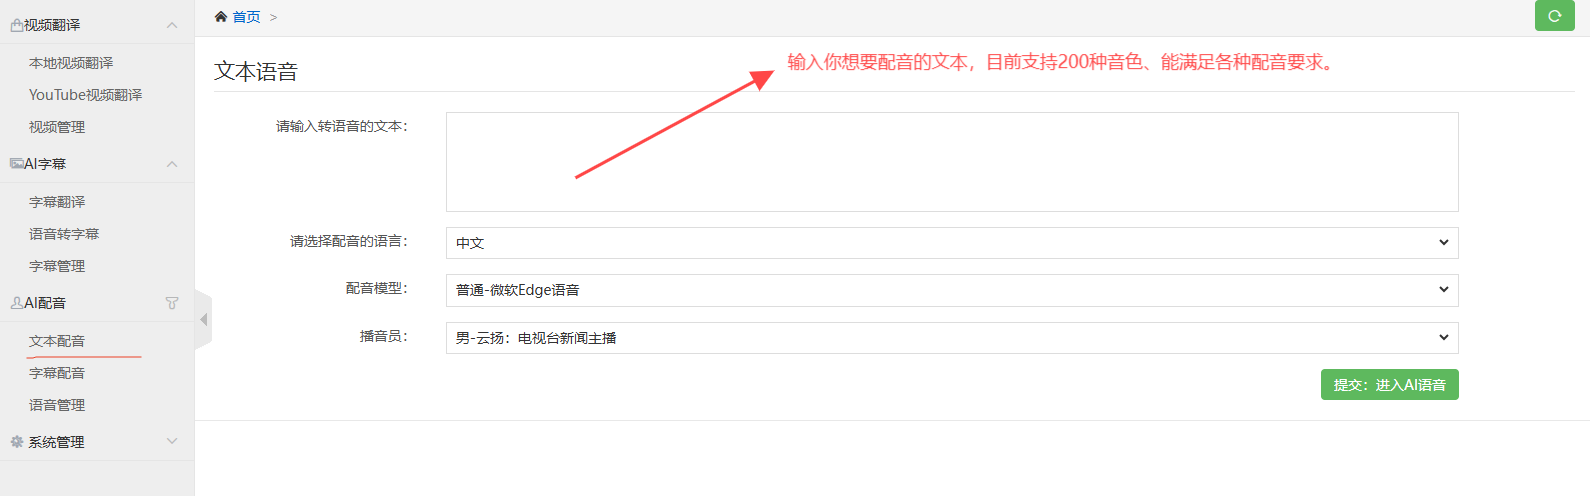 视频翻译
本地视频翻译
YouTube视频翻译
视频管理
AI字幕
字幕翻译
语音转字幕
字幕管理
AI配音
文本配音
字幕配音
语音管理
系统管理
首页 >
文本语音
输入你想要配音的文本，目前支持200种音色、能满足各种配音要求。
请输入转语音的文本：
请选择配音的语言： 中文
配音模型： 普通-微软Edge语音
播音员： 男-云扬：电视台新闻主播
提交：进入AI语音